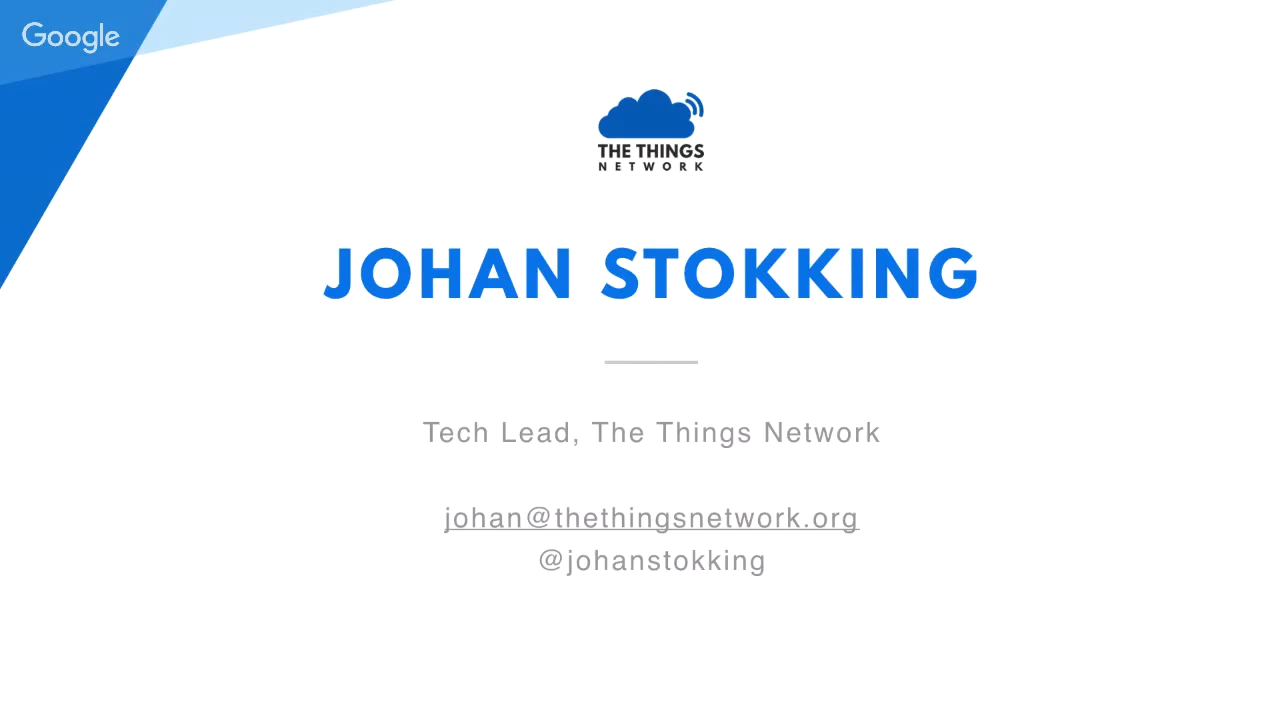 Google
THE THINGS
NETWORK
JOHAN STOKKING
Tech Lead, The Things Network
johan@thethingsnetwork.org
@johanstokking